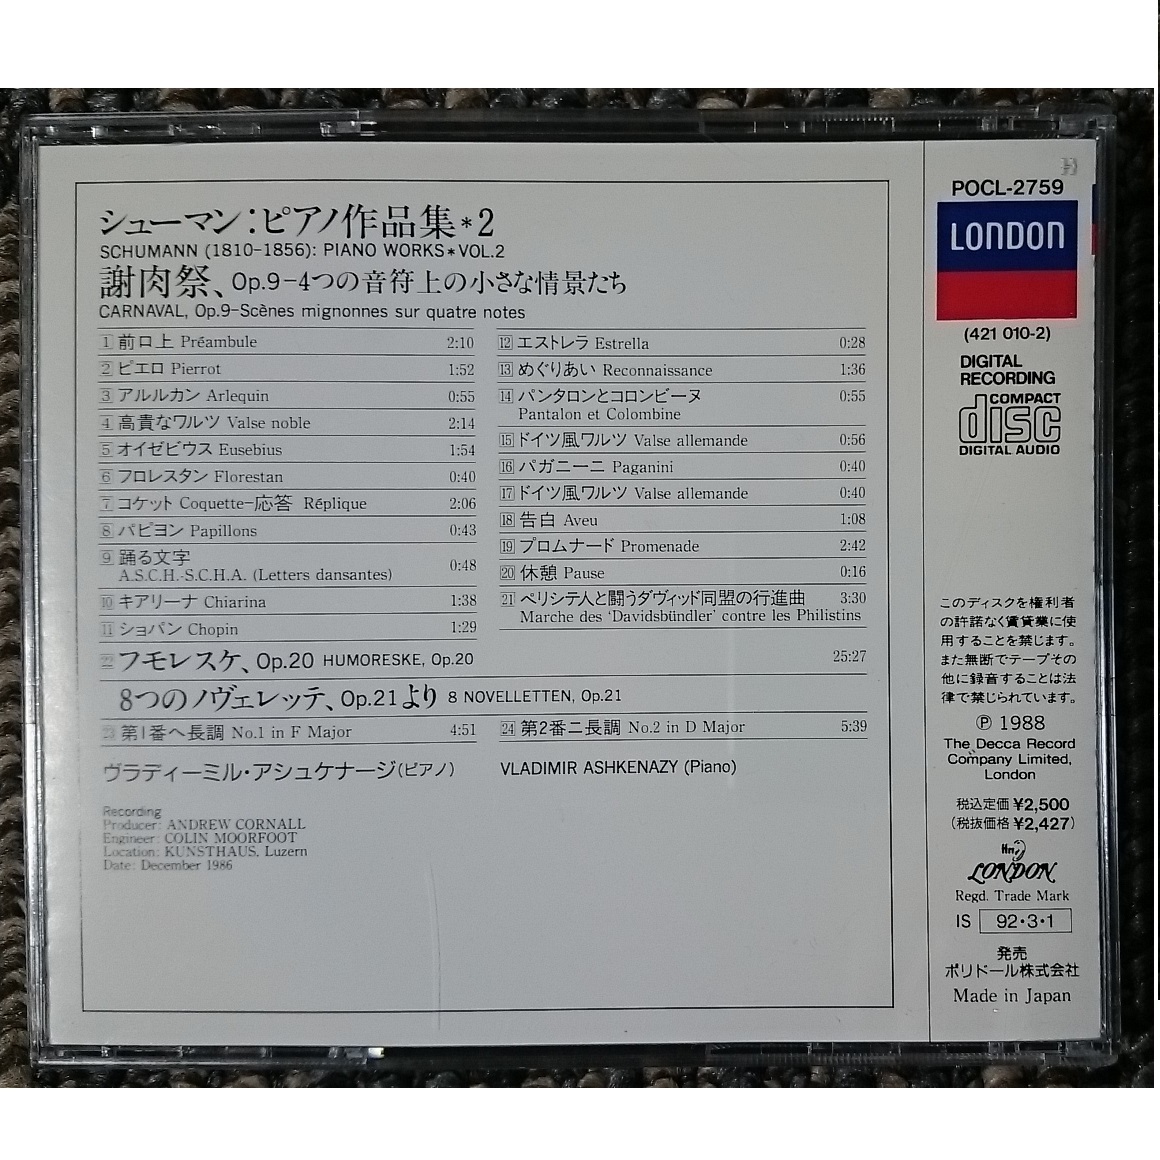 シューマン：ピアノ作品集＊2
SCHUMANN (1810-1856): PIANO WORKS＊VOL.2
謝肉祭、Op.9－4つの音符上の小さな情景たち
CARNAVAL, Op.9-Scènes mignonnes sur quatre notes
1 前口上 Préambule 2:10
2 ピエロ Pierrot 1:52
3 アルルカン Arlequin 0:55
4 高貴なワルツ Valse noble 2:14
5 オイゼビウス Eusebius 1:54
6 フロレスタン Florestan 0:40
7 コケット Coquette－応答 Réplique 2:06
8 パピヨン Papillons 0:43
9 踊る文字
A.S.C.H.-S.C.H.A. (Letters dansantes) 0:48
10 キアリーナ Chiarina 1:38
11 ショパン Chopin 1:29
12 エストレラ Estrella 0:28
13 めぐりあい Reconnaissance 1:36
14 パンタロンとコロンビーヌ 0:55
Pantalon et Colombine
15 ドイツ風ワルツ Valse allemande 0:56
16 パガニーニ Paganini 0:40
17 ドイツ風ワルツ Valse allemande 0:40
18 告白 Aveu 1:08
19 プロムナード Promenade 2:42
20 休憩 Pause 0:16
21 ペリシテ人と闘うダヴィッド同盟の行進曲 3:30
Marche des 'Davidsbündler' contre les Philistins
22 フモレスケ、Op.20 HUMORESKE, Op.20 25:27
8つのノヴェレッテ、Op.21より 8 NOVELLETTEN, Op.21
23 第1番ヘ長調 No.1 in F Major 4:51
24 第2番ニ長調 No.2 in D Major 5:39
ヴラディーミル・アシュケナージ(ピアノ) VLADIMIR ASHKENAZY (Piano)
Recording
Producer: ANDREW CORNALL
Engineer: COLIN MOORFOOT
Location: KUNSTHAUS, Luzern
Date: December 1986
POCL-2759
LONDON
(421 010-2)
DIGITAL
RECORDING
COMPACT
disc
DIGITAL AUDIO
このディスクを権利者
の許諾なく賃貸業に使
用することを禁じます。
また無断でテープその
他に録音することは法
律で禁じられています。
℗ 1988
The Decca Record
Company Limited,
London
税込定価 ¥2,500
(税抜価格 ¥2,427)
LONDON
Regd. Trade Mark
IS 92・3・1
発売
ポリドール株式会社
Made in Japan